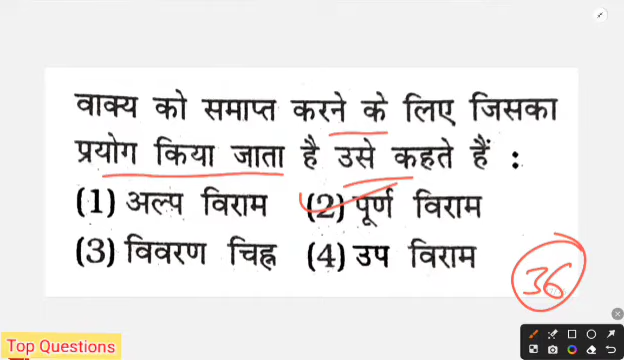 वाक्य को समाप्त करने के लिए जिसका
प्रयोग किया जाता है उसे कहते हैं :
(1) अल्प विराम (2) पूर्ण विराम
(3) विवरण चिह्न (4) उप विराम
36
Top Questions